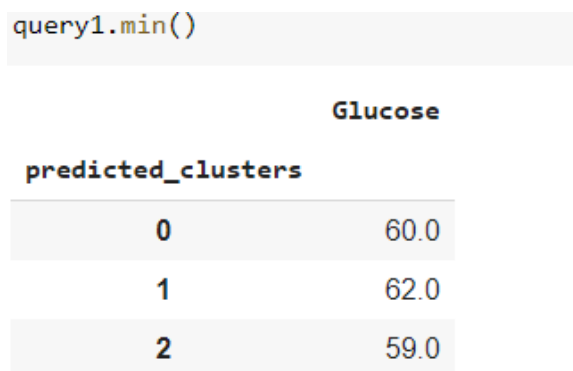 query1.min()
Glucose
predicted_clusters
0 60.0
1 62.0
2 59.0